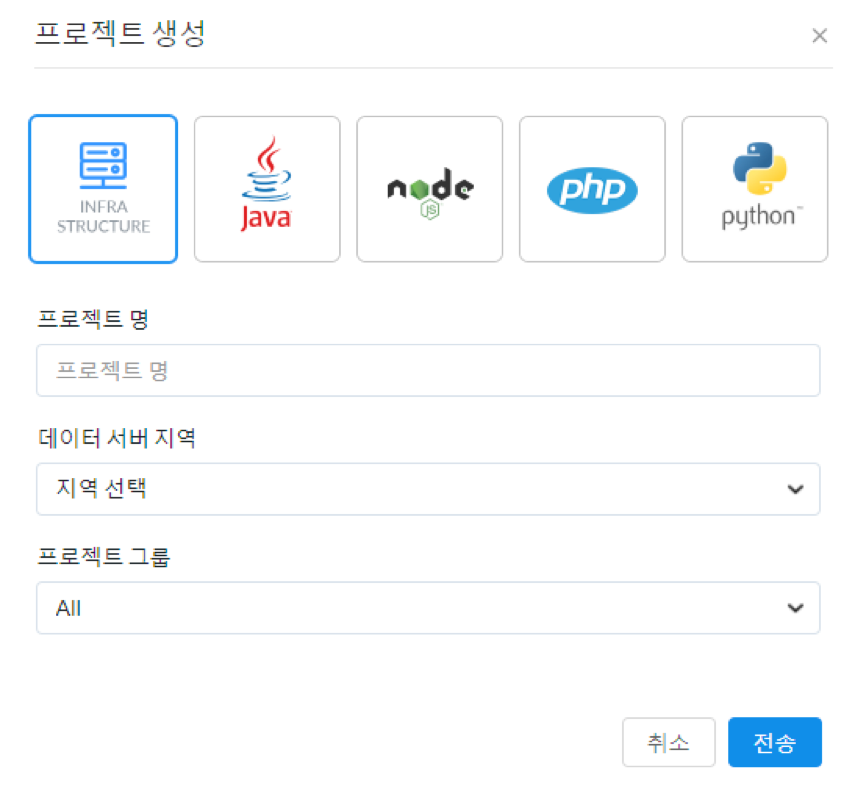 프로젝트 생성
INFRA
STRUCTURE
Java
node
JS
php
python™
프로젝트 명
프로젝트 명
데이터 서버 지역
지역 선택
프로젝트 그룹
All
취소
전송